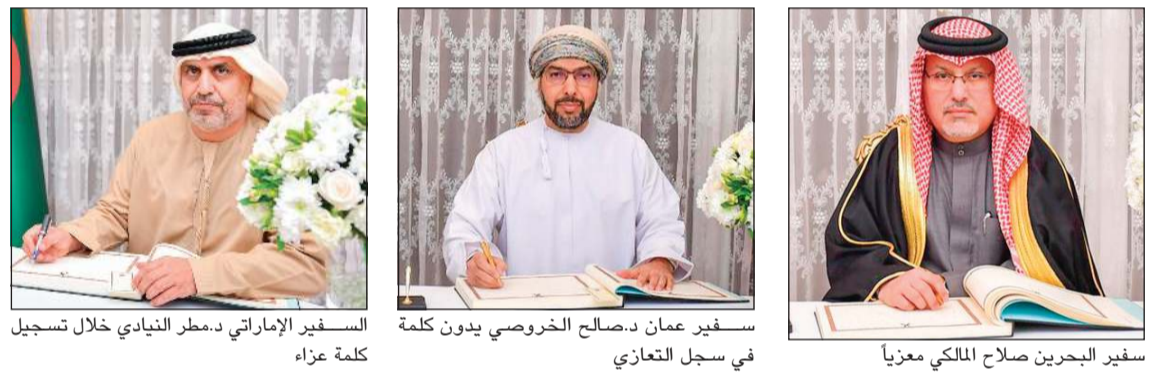 سفير البحرين صلاح المالكي معزياً
سـفير عمان د.صالح الخروصي يدون كلمة
في سجل التعازي
الســفير الإماراتي د.مطر النيادي خلال تسجيل
كلمة عزاء